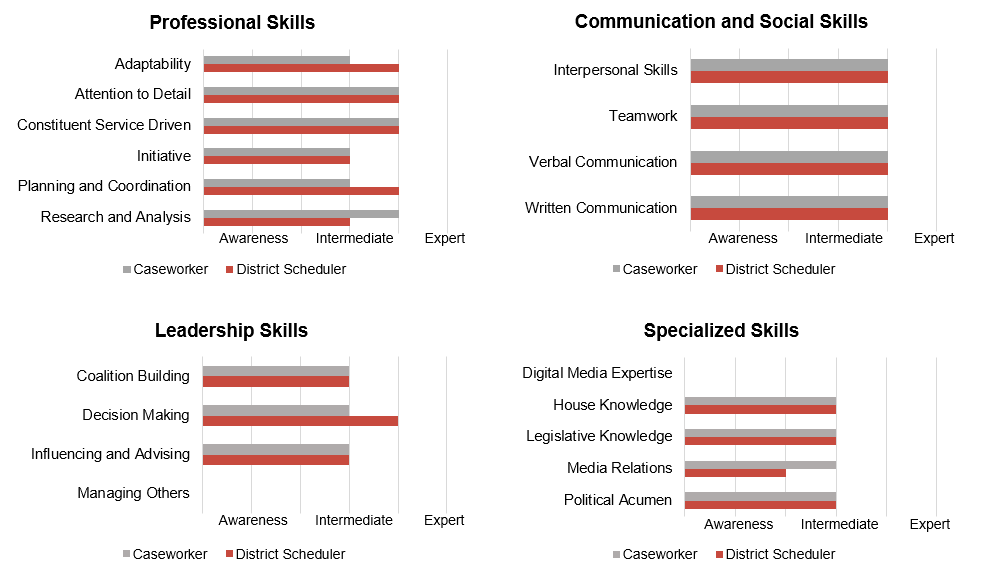 Professional Skills
Adaptability
Attention to Detail
Constituent Service Driven
Initiative
Planning and Coordination
Research and Analysis
Awareness Intermediate Expert
Caseworker District Scheduler
Communication and Social Skills
Interpersonal Skills
Teamwork
Verbal Communication
Written Communication
Awareness Intermediate Expert
Caseworker District Scheduler
Leadership Skills
Coalition Building
Decision Making
Influencing and Advising
Managing Others
Awareness Intermediate Expert
Caseworker District Scheduler
Specialized Skills
Digital Media Expertise
House Knowledge
Legislative Knowledge
Media Relations
Political Acumen
Awareness Intermediate Expert
Caseworker District Scheduler